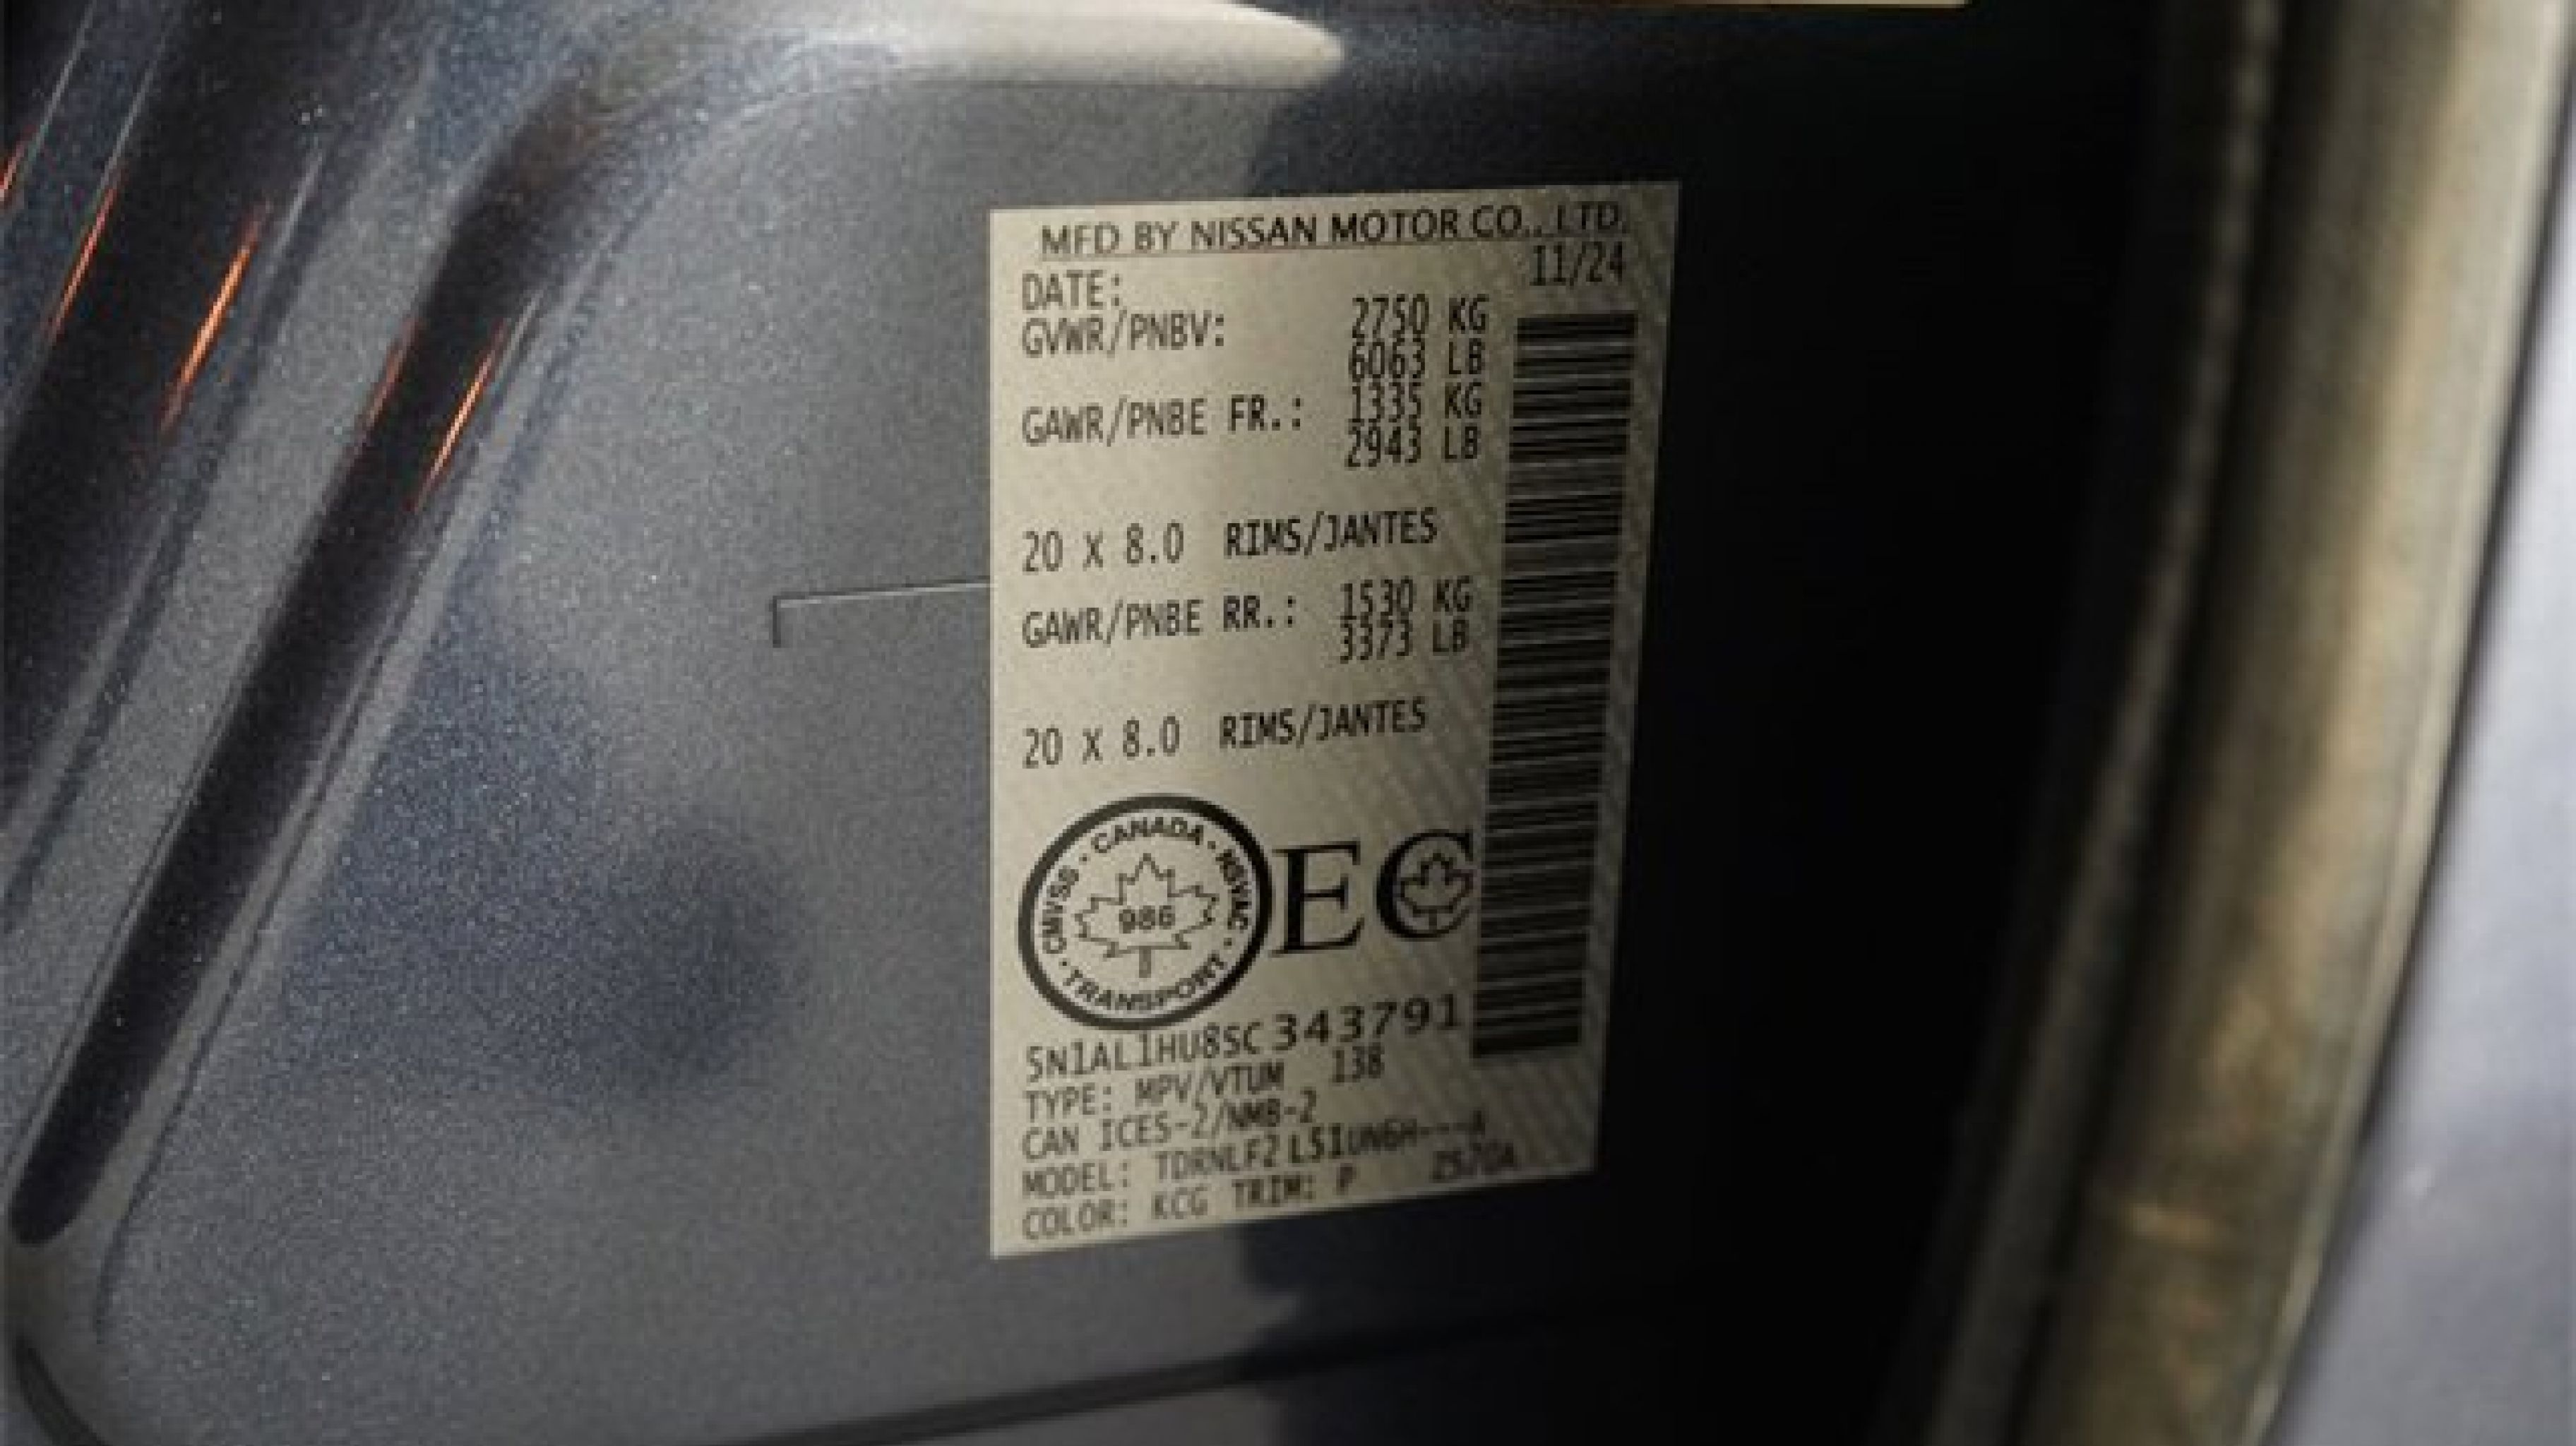 MFD BY NISSAN MOTOR CO., LTD.
DATE: 11/24
GVWR/PNBV: 2750 KG
6063 LB
GAWR/PNBE FR.: 1335 KG
2943 LB
20 X 8.0 RIMS/JANTES
GAWR/PNBE RR.: 1530 KG
3373 LB
20 X 8.0 RIMS/JANTES
CANADA · NSVAC · TRANSPORT · CMVSS ·
986
EC
5N1AL1HU8SC 343791
TYPE: MPV/VTUM 138
CAN ICES-2/NMB-2
MODEL:
COLOR: KCG TRIM: P